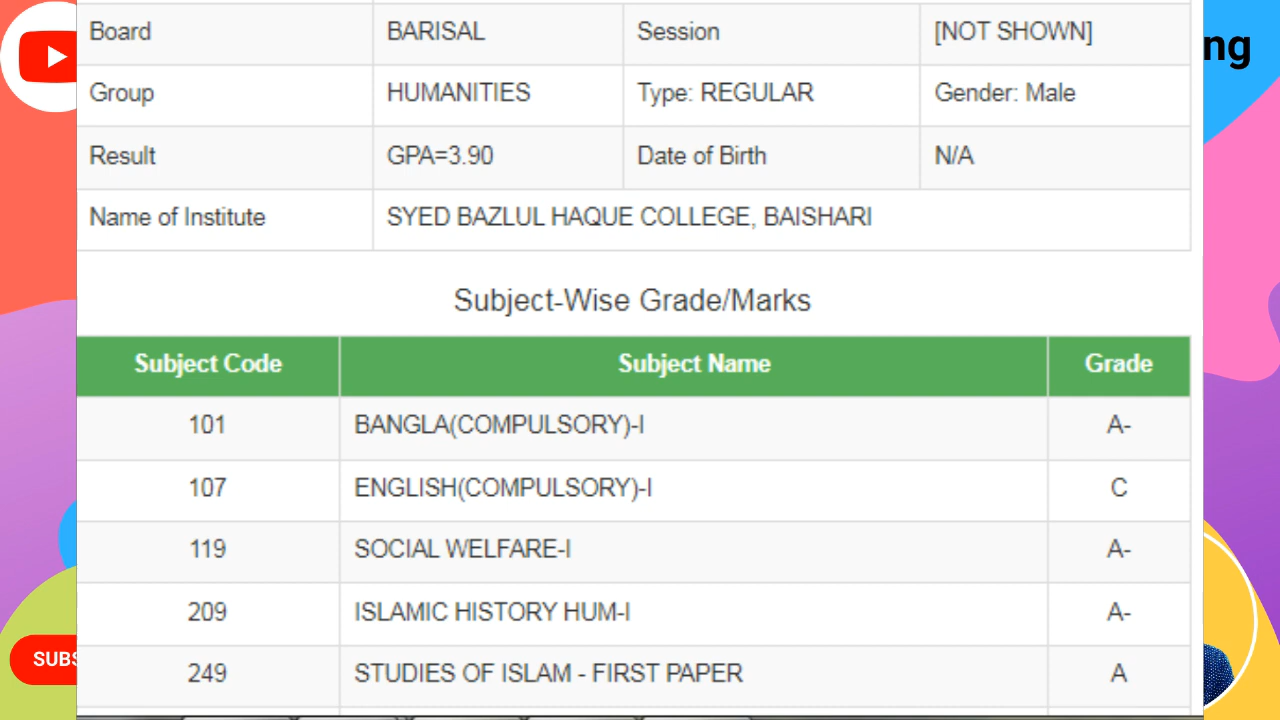 Board BARISAL Session [NOT SHOWN]
Group HUMANITIES Type: REGULAR Gender: Male
Result GPA=3.90 Date of Birth N/A
Name of Institute SYED BAZLUL HAQUE COLLEGE, BAISHARI
Subject-Wise Grade/Marks
Subject Code Subject Name Grade
101 BANGLA(COMPULSORY)-I A-
107 ENGLISH(COMPULSORY)-I C
119 SOCIAL WELFARE-I A-
209 ISLAMIC HISTORY HUM-I A-
249 STUDIES OF ISLAM - FIRST PAPER A
ng
SUBS